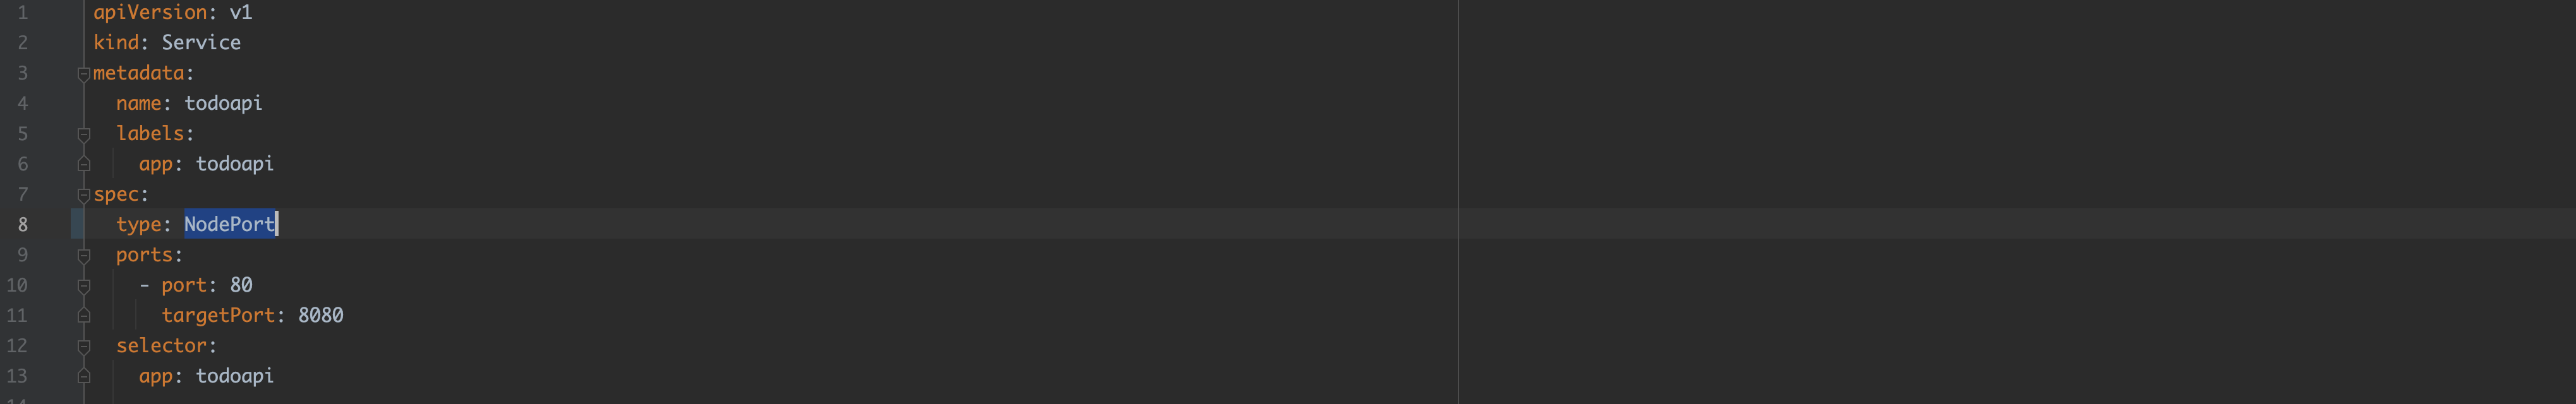 1 apiVersion: v1
2 kind: Service
3 metadata:
4   name: todoapi
5   labels:
6     app: todoapi
7 spec:
8   type: NodePort
9   ports:
10     - port: 80
11       targetPort: 8080
12   selector:
13     app: todoapi
14